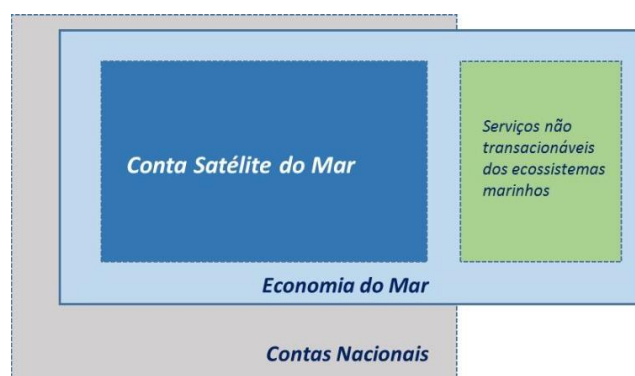 Conta Satélite do Mar
Serviços não
transacionáveis
dos ecossistemas
marinhos
Economia do Mar
Contas Nacionais